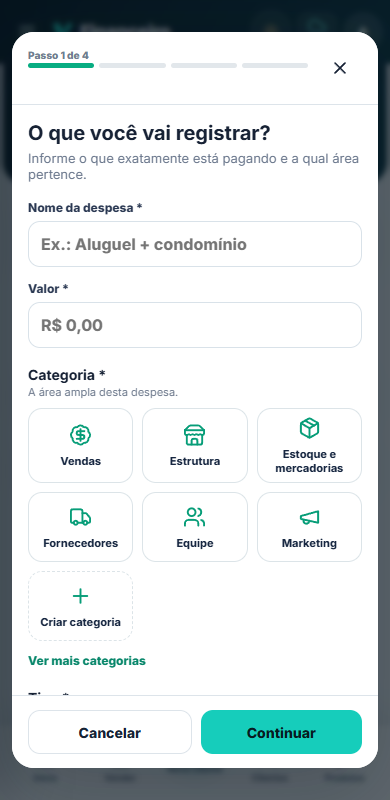 Passo 1 de 4
O que você vai registrar?
Informe o que exatamente está pagando e a qual área
pertence.
Nome da despesa *
Ex.: Aluguel + condomínio
Valor *
R$ 0,00
Categoria *
A área ampla desta despesa.
Vendas
Estrutura
Estoque e
mercadorias
Fornecedores
Equipe
Marketing
Criar categoria
Ver mais categorias
Cancelar
Continuar